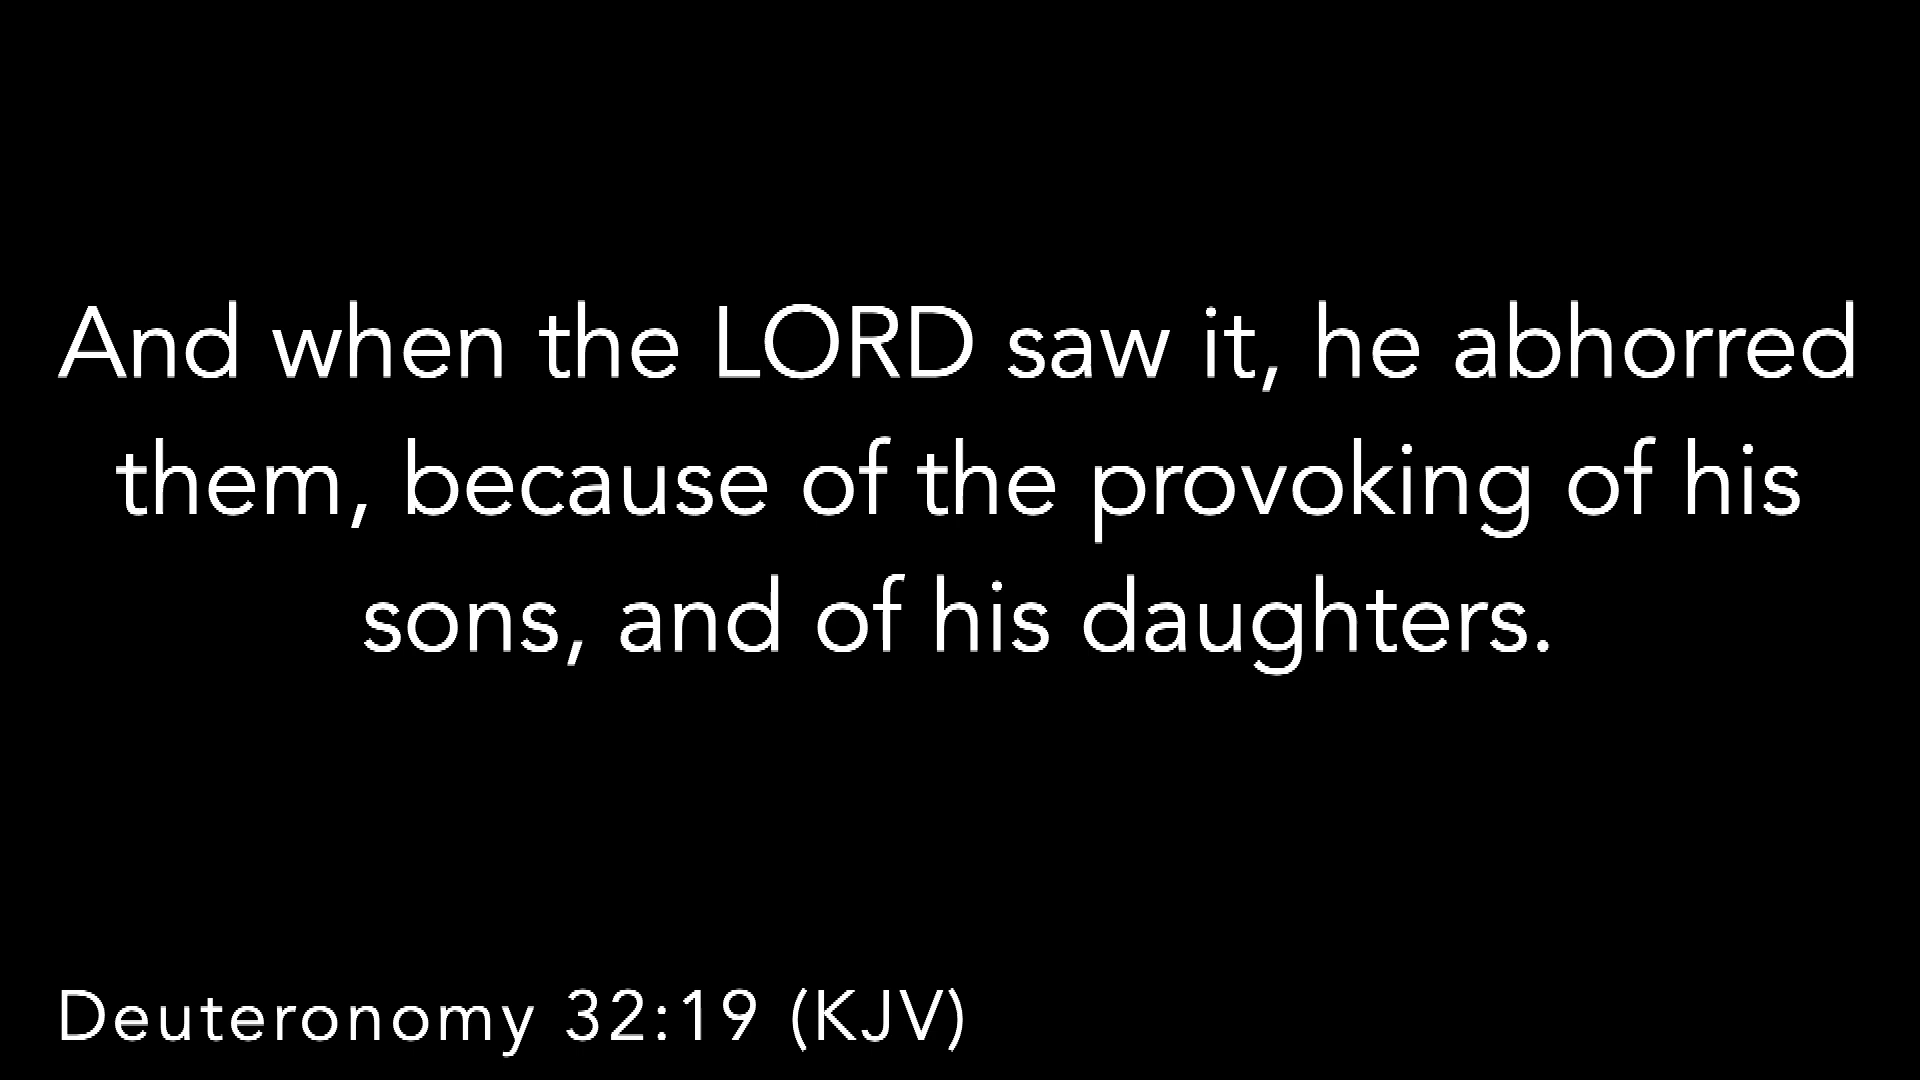 And when the LORD saw it, he abhorred
them, because of the provoking of his
sons, and of his daughters.
Deuteronomy 32:19 (KJV)